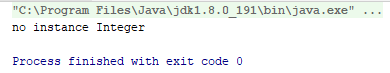 "C:\Program Files\Java\jdk1.8.0_191\bin\java.exe" ...
no instance Integer
Process finished with exit code 0